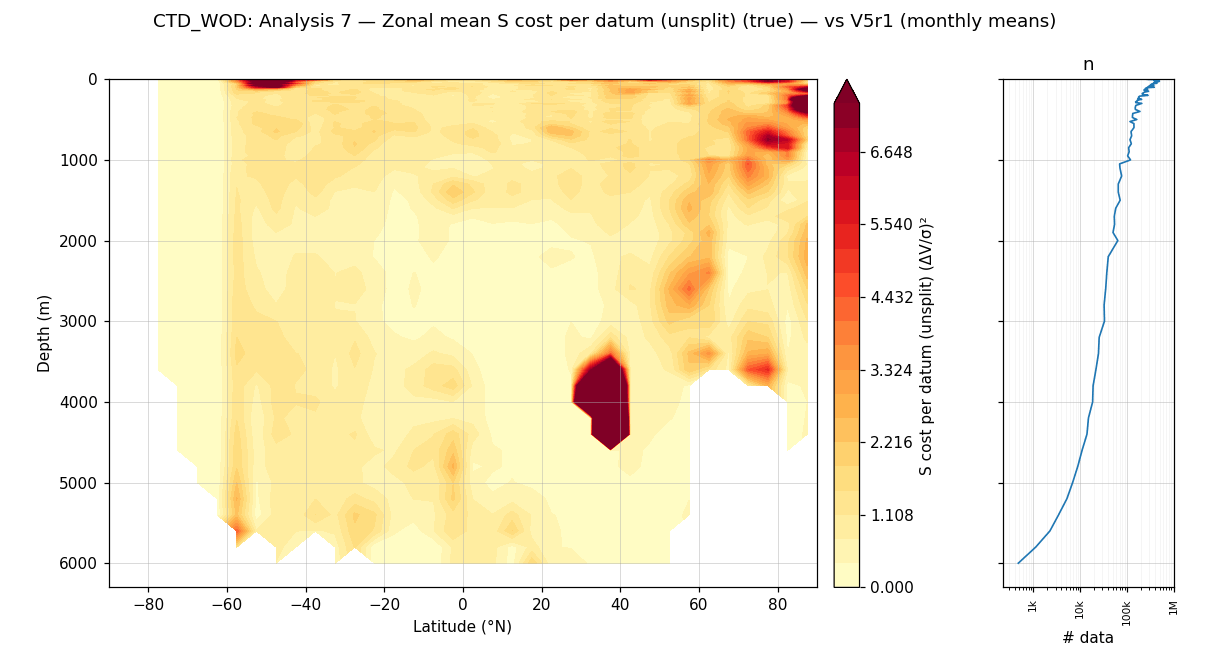 CTD_WOD: Analysis 7 — Zonal mean S cost per datum (unsplit) (true) — vs V5r1 (monthly means)
n
0
1000
2000
3000
4000
5000
6000
Depth (m)
−80
−60
−40
−20
0
20
40
60
80
Latitude (°N)
6.648
5.540
4.432
3.324
2.216
1.108
0.000
S cost per datum (unsplit) (ΔV/σ)²
1k
10k
100k
1M
# data